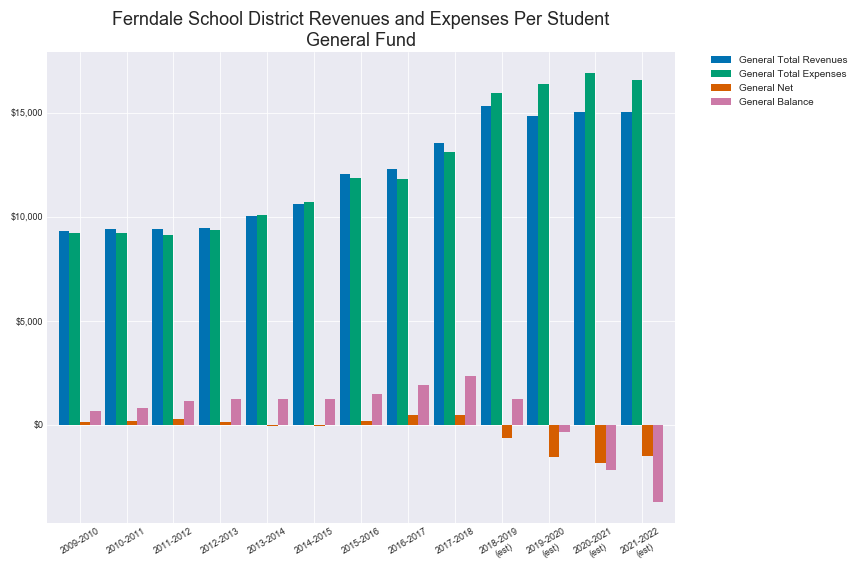 Ferndale School District Revenues and Expenses Per Student
General Fund
General Total Revenues
General Total Expenses
General Net
General Balance
$15,000
$10,000
$5,000
$0
2009-2010
2010-2011
2011-2012
2012-2013
2013-2014
2014-2015
2015-2016
2016-2017
2017-2018
2018-2019
(est)
2019-2020
(est)
2020-2021
(est)
2021-2022
(est)